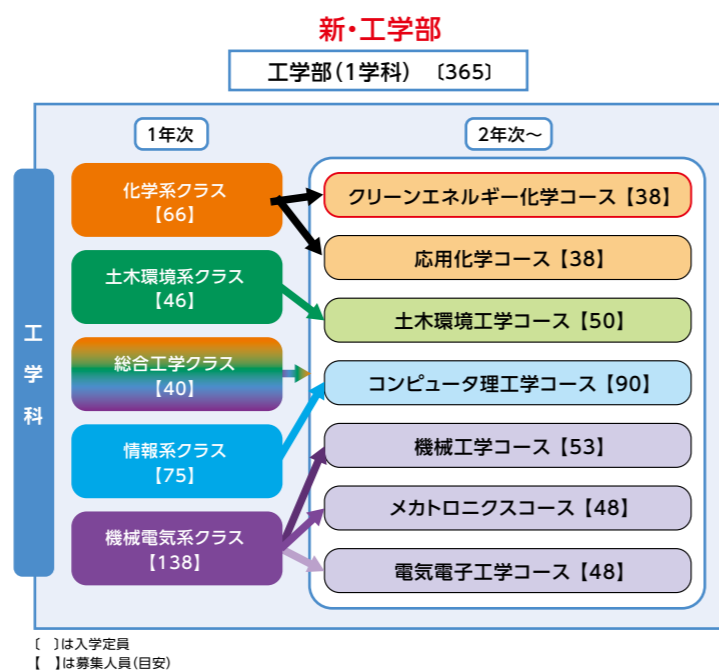 新・工学部
工学部(1学科) 〔365〕
1年次
2年次～
工学科
化学系クラス
【66】
土木環境系クラス
【46】
総合工学クラス
【40】
情報系クラス
【75】
機械電気系クラス
【138】
クリーンエネルギー化学コース【38】
応用化学コース【38】
土木環境工学コース【50】
コンピュータ理工学コース【90】
機械工学コース【53】
メカトロニクスコース【48】
電気電子工学コース【48】
〔 〕は入学定員
【 】は募集人員(目安)